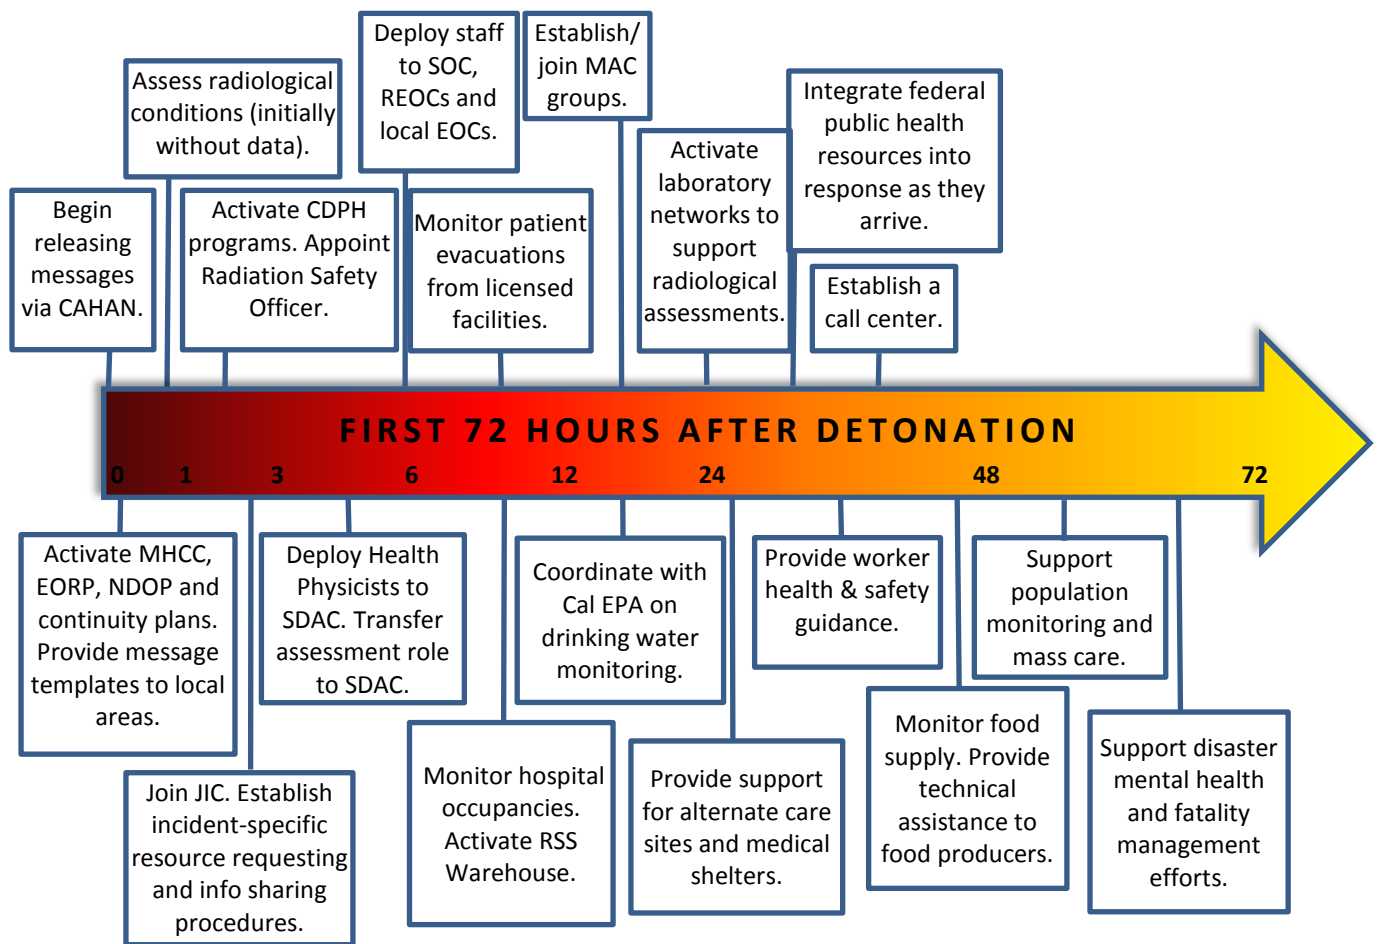 Begin
releasing
messages
via CAHAN.
Assess radiological
conditions (initially
without data).
Activate CDPH
programs. Appoint
Radiation Safety
Officer.
Deploy staff
to SOC,
REOCs and
local EOCs.
Monitor patient
evacuations
from licensed
facilities.
Establish/
join MAC
groups.
Activate
laboratory
networks to
support
radiological
assessments.
Integrate federal
public health
resources into
response as they
arrive.
Establish a
call center.
FIRST 72 HOURS AFTER DETONATION
0 1 3 6 12 24 48 72
Activate MHCC,
EORP, NDOP and
continuity plans.
Provide message
templates to local
areas.
Join JIC. Establish
incident-specific
resource requesting
and info sharing
procedures.
Deploy Health
Physicists to
SDAC. Transfer
assessment role
to SDAC.
Monitor hospital
occupancies.
Activate RSS
Warehouse.
Coordinate with
Cal EPA on
drinking water
monitoring.
Provide support
for alternate care
sites and medical
shelters.
Provide worker
health & safety
guidance.
Monitor food
supply. Provide
technical
assistance to
food producers.
Support
population
monitoring and
mass care.
Support disaster
mental health
and fatality
management
efforts.